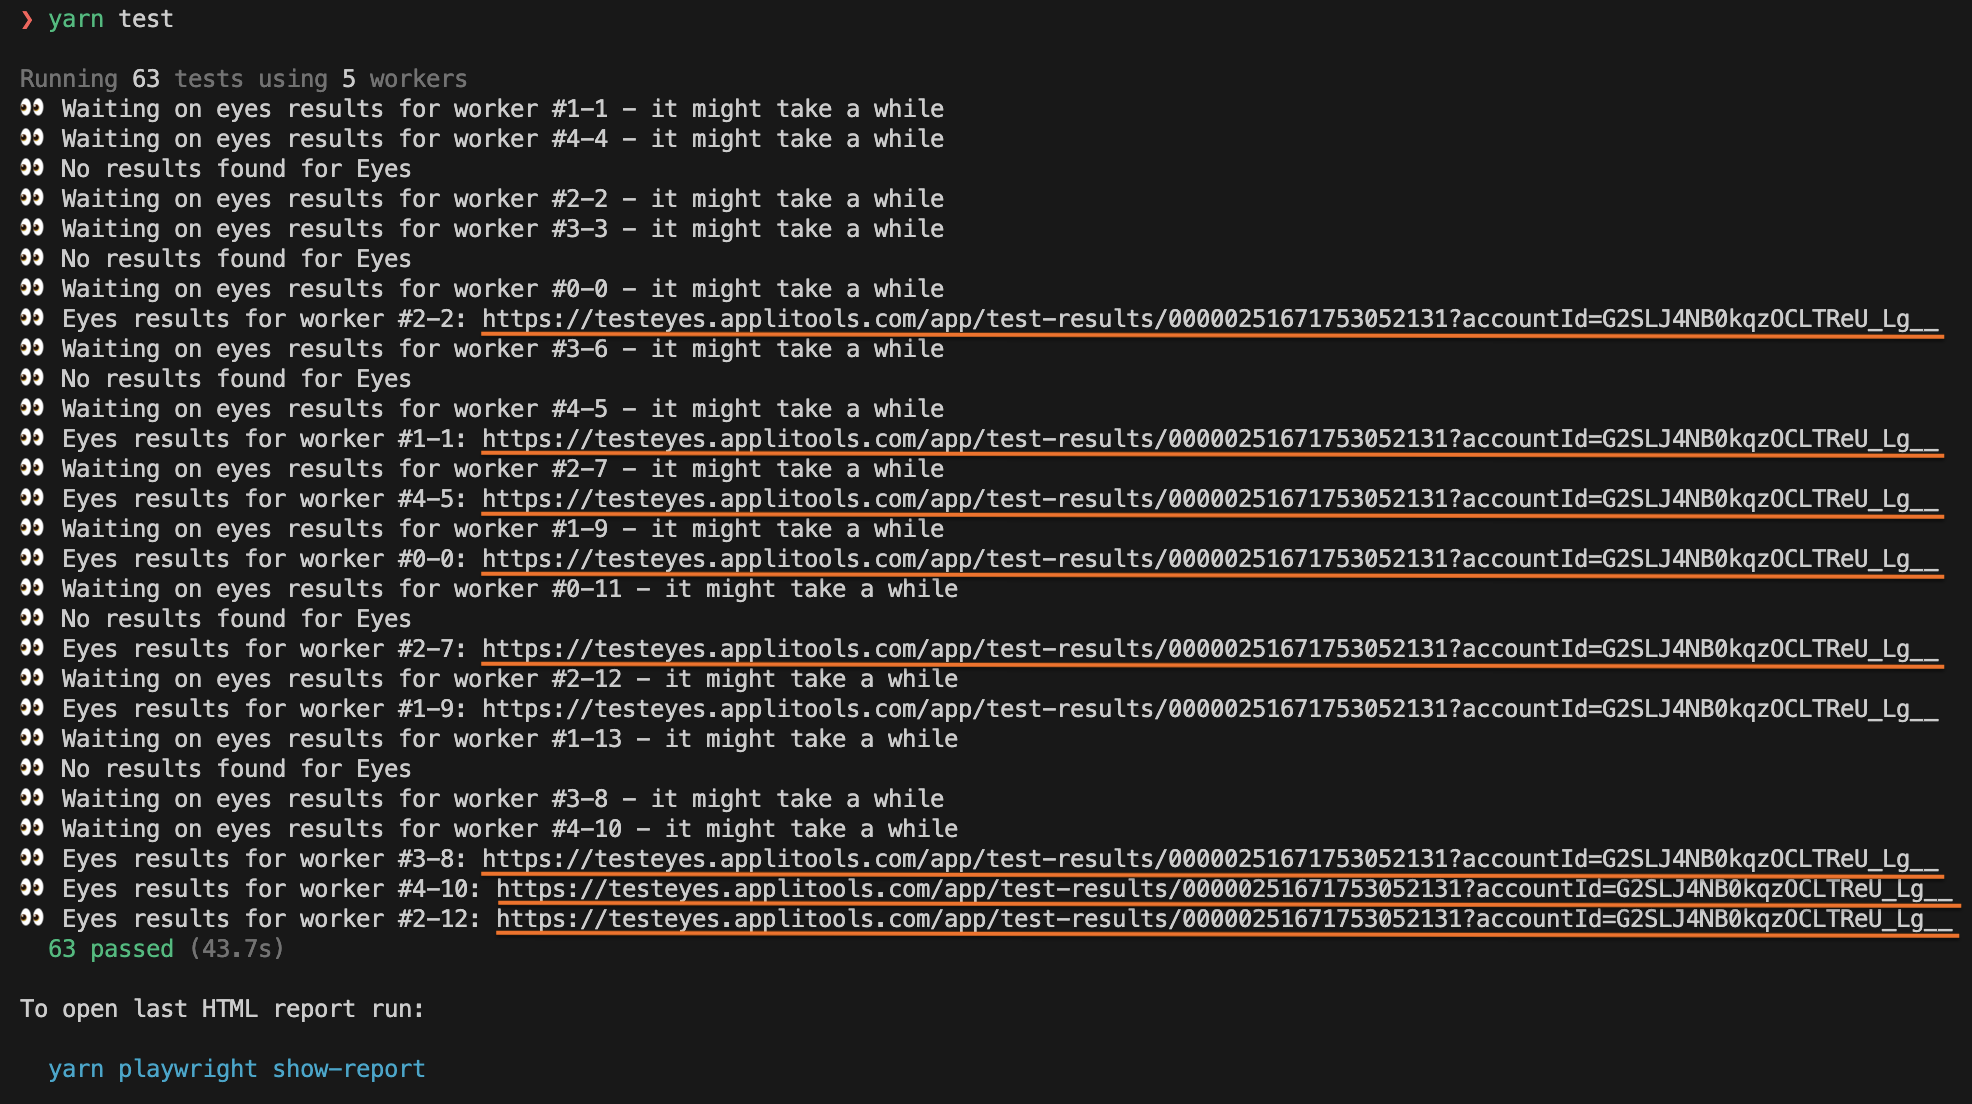 ❯ yarn test
Running 63 tests using 5 workers
👀 Waiting on eyes results for worker #1-1 - it might take a while
👀 Waiting on eyes results for worker #4-4 - it might take a while
👀 No results found for Eyes
👀 Waiting on eyes results for worker #2-2 - it might take a while
👀 Waiting on eyes results for worker #3-3 - it might take a while
👀 No results found for Eyes
👀 Waiting on eyes results for worker #0-0 - it might take a while
👀 Eyes results for worker #2-2: https://testeyes.applitools.com/app/test-results/00000251671753052131?accountId=G2SLJ4NB0kqzOCLTReU_Lg__
👀 Waiting on eyes results for worker #3-6 - it might take a while
👀 No results found for Eyes
👀 Waiting on eyes results for worker #4-5 - it might take a while
👀 Eyes results for worker #1-1: https://testeyes.applitools.com/app/test-results/00000251671753052131?accountId=G2SLJ4NB0kqzOCLTReU_Lg__
👀 Waiting on eyes results for worker #2-7 - it might take a while
👀 Eyes results for worker #4-5: https://testeyes.applitools.com/app/test-results/00000251671753052131?accountId=G2SLJ4NB0kqzOCLTReU_Lg__
👀 Waiting on eyes results for worker #1-9 - it might take a while
👀 Eyes results for worker #0-0: https://testeyes.applitools.com/app/test-results/00000251671753052131?accountId=G2SLJ4NB0kqzOCLTReU_Lg__
👀 Waiting on eyes results for worker #0-11 - it might take a while
👀 No results found for Eyes
👀 Eyes results for worker #2-7: https://testeyes.applitools.com/app/test-results/00000251671753052131?accountId=G2SLJ4NB0kqzOCLTReU_Lg__
👀 Waiting on eyes results for worker #2-12 - it might take a while
👀 Eyes results for worker #1-9: https://testeyes.applitools.com/app/test-results/00000251671753052131?accountId=G2SLJ4NB0kqzOCLTReU_Lg__
👀 Waiting on eyes results for worker #1-13 - it might take a while
👀 No results found for Eyes
👀 Waiting on eyes results for worker #3-8 - it might take a while
👀 Waiting on eyes results for worker #4-10 - it might take a while
👀 Eyes results for worker #3-8: https://testeyes.applitools.com/app/test-results/00000251671753052131?accountId=G2SLJ4NB0kqzOCLTReU_Lg__
👀 Eyes results for worker #4-10: https://testeyes.applitools.com/app/test-results/00000251671753052131?accountId=G2SLJ4NB0kqzOCLTReU_Lg__
👀 Eyes results for worker #2-12: https://testeyes.applitools.com/app/test-results/00000251671753052131?accountId=G2SLJ4NB0kqzOCLTReU_Lg__
63 passed (43.7s)
To open last HTML report run:
yarn playwright show-report